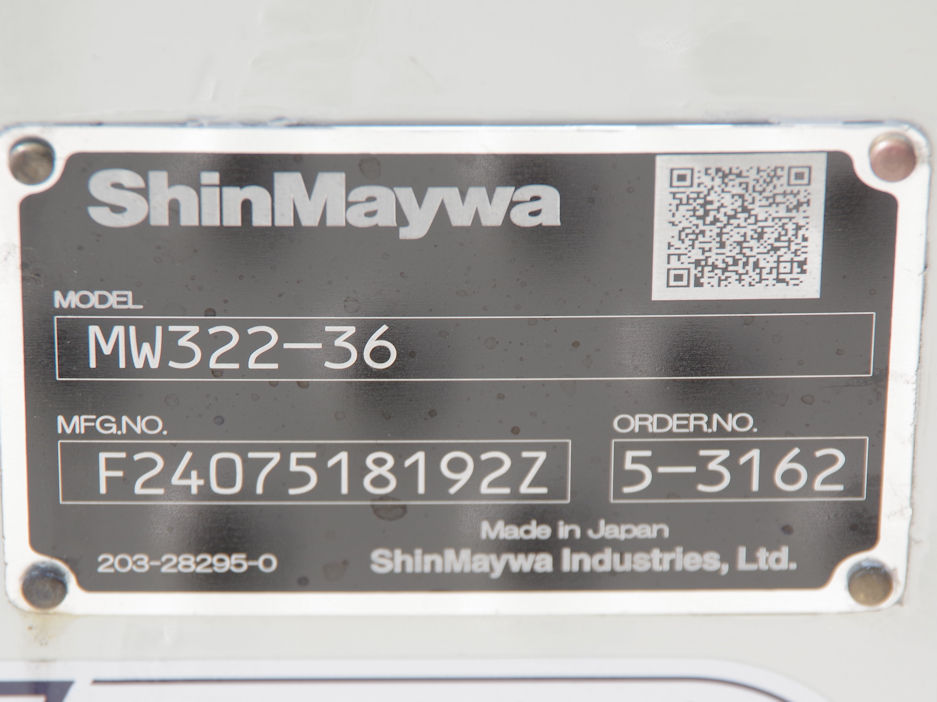 ShinMaywa
MODEL
MW322-36
MFG.NO.
F2407518192Z
ORDER.NO.
5-3162
Made in Japan
203-28295-0
ShinMaywa Industries, Ltd.